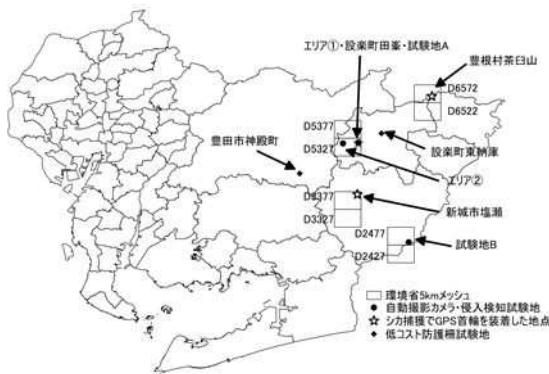 エリア①・設楽町田峯・試験地A
豊根村茶臼山
D6572
D6522
D5377
D5327
豊田市神殿町
設楽町東納庫
エリア②
D3377
D3327
新城市塩瀬
D2477
D2427
試験地B
環境省5kmメッシュ
自動撮影カメラ・侵入検知試験地
シカ捕獲でGPS首輪を装着した地点
低コスト防護柵試験地